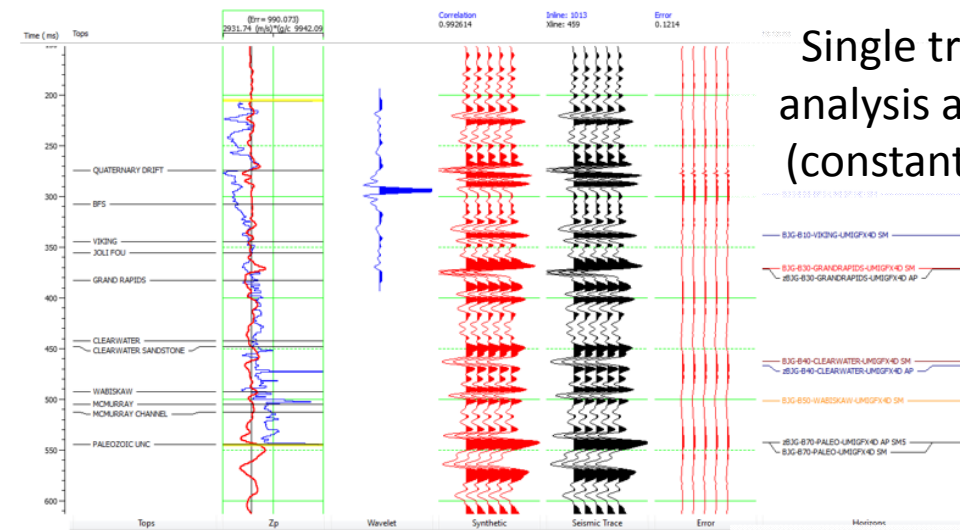 Correlation
0.992614
Inline: 1013
Xline: 459
Error
0.1214
(Err= 990.073)
2931.74 (m/s)*(g/c 9942.09
Time (ms)
Tops
Single tr
analysis a
(constant
200
250
300
350
400
450
500
550
600
QUATERNARY DRIFT
BFS
VIKING
JOLI FOU
GRAND RAPIDS
CLEARWATER
CLEARWATER SANDSTONE
WABISKAW
MCMURRAY
MCMURRAY CHANNEL
PALEOZOIC UNC
BJG-B10-VIKING-UMIGFX4D SM
BJG-B30-GRANDRAPIDS-UMIGFX4D SM
zBJG-B30-GRANDRAPIDS-UMIGFX4D AP
BJG-B40-CLEARWATER-UMIGFX4D SM
zBJG-B40-CLEARWATER-UMIGFX4D AP
BJG-B50-WABISKAW-UMIGFX4D SM
zBJG-B70-PALEO-UMIGFX4D AP SM5
BJG-B70-PALEO-UMIGFX4D SM
Tops
Zp
Wavelet
Synthetic
Seismic Trace
Error
Horizons